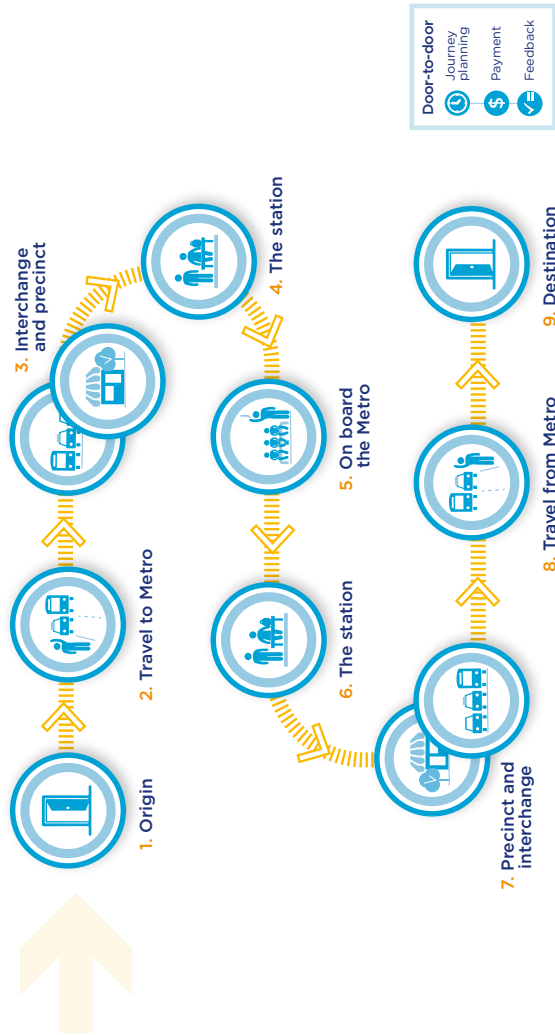 1. Origin
2. Travel to Metro
3. Interchange
and precinct
4. The station
5. On board
the Metro
6. The station
7. Precinct and
interchange
8. Travel from Metro
9. Destination
Door-to-door
Journey
planning
$ Payment
Feedback